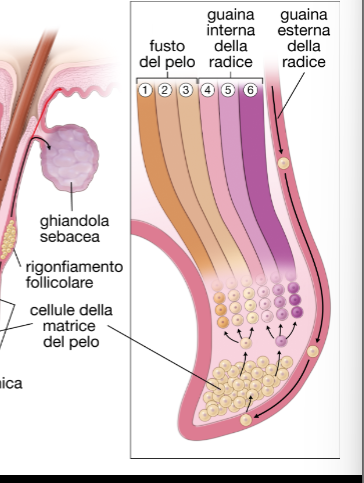 guaina
interna
della
radice
guaina
esterna
della
radice
fusto
del pelo
1 2 3 4 5 6
ghiandola
sebacea
rigonfiamento
follicolare
cellule della
matrice
del pelo
ica